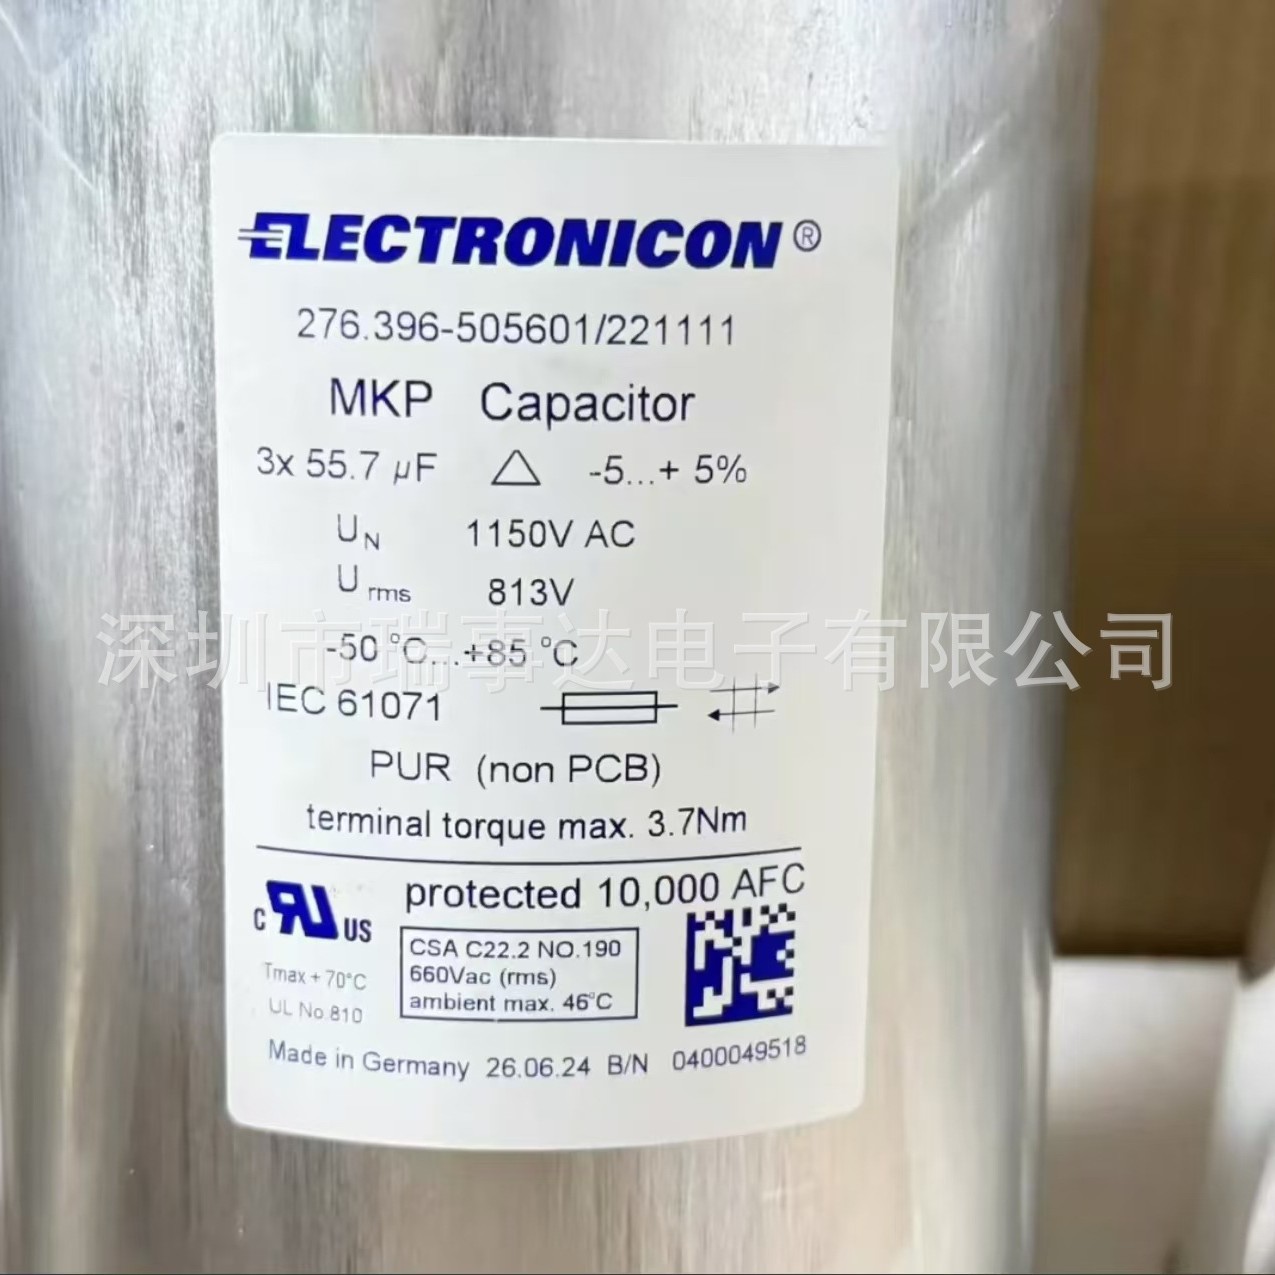 ELECTRONICON®
276.396-505601/221111
MKP Capacitor
3x 55.7 µF △ -5...+ 5%
UN 1150V AC
U rms 813V
深圳市瑞事达电子有限公司
-50 °C...+85 °C
IEC 61071
PUR (non PCB)
terminal torque max. 3.7Nm
protected 10,000 AFC
c RU US
CSA C22.2 NO.190
660Vac (rms)
ambient max. 46°C
Tmax + 70°C
UL No.810
Made in Germany 26.06.24 B/N 0400049518